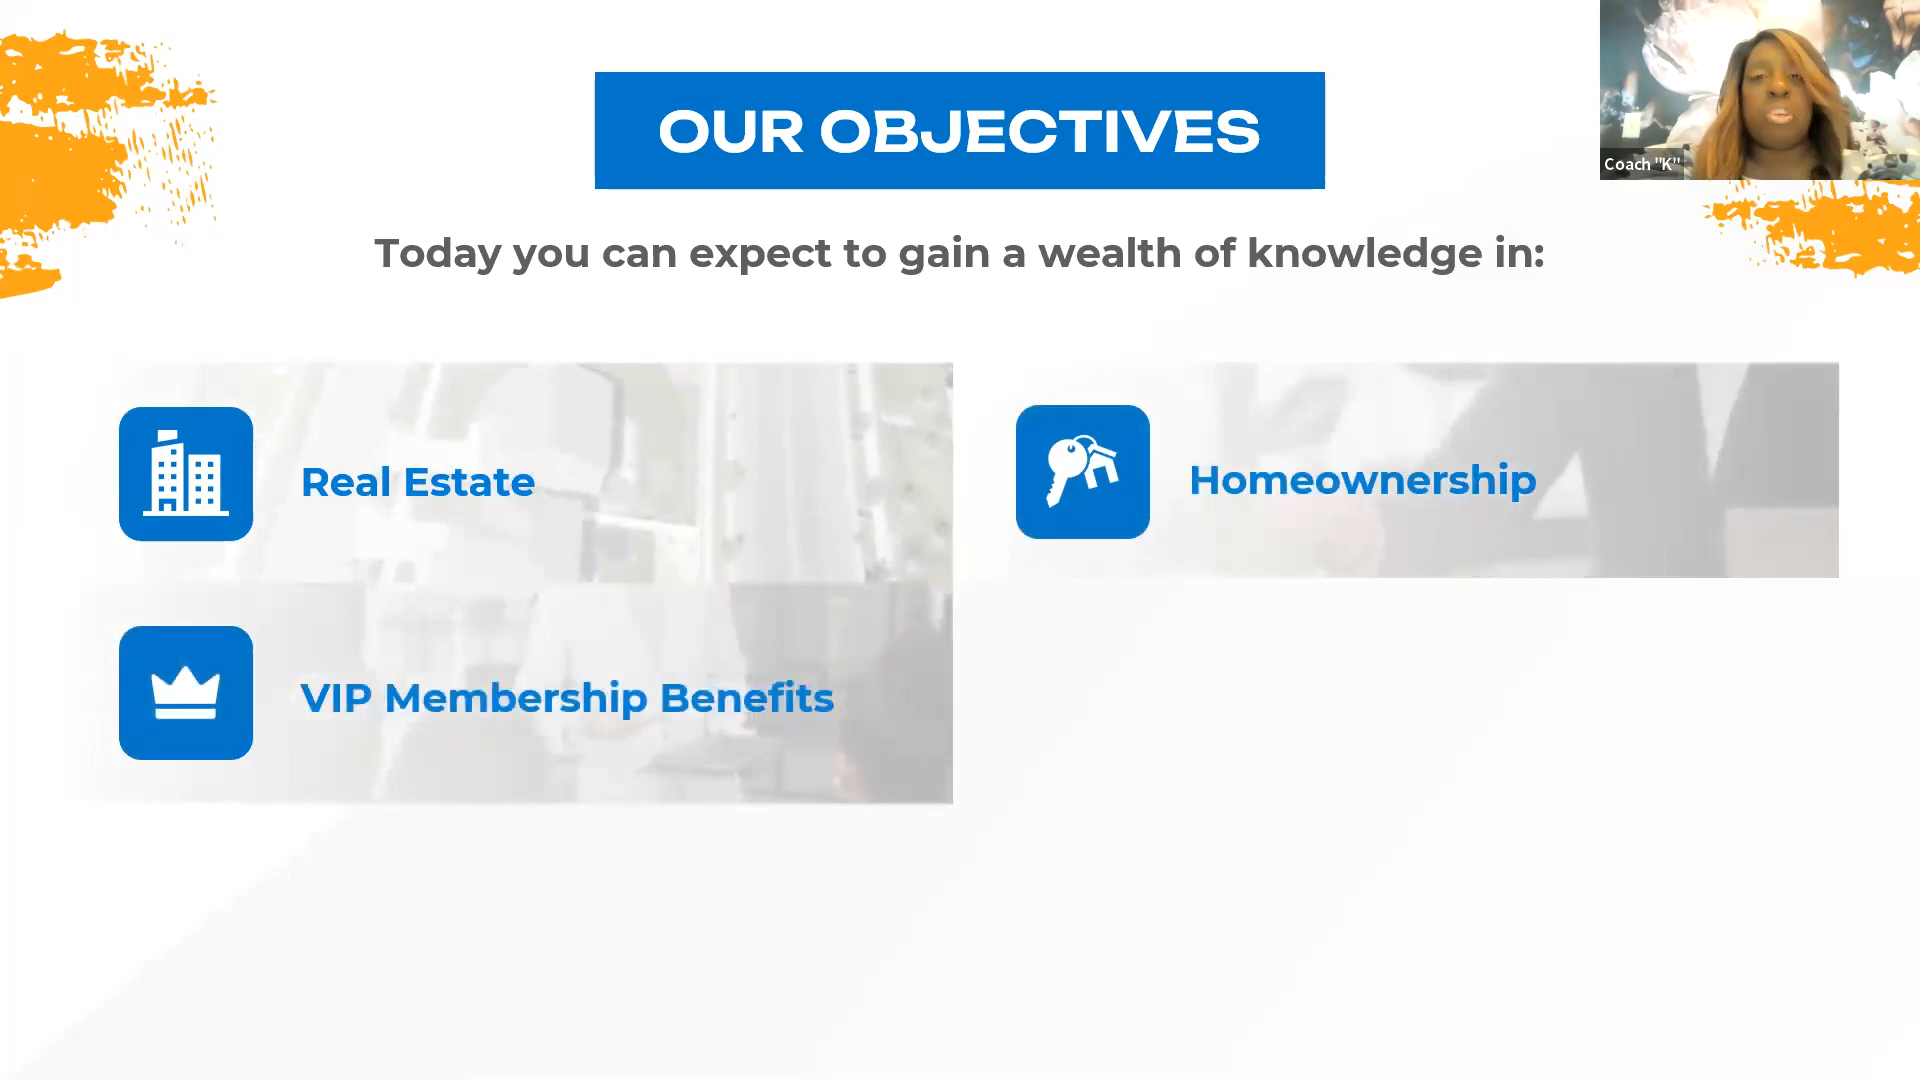 OUR OBJECTIVES
Coach "K"
Today you can expect to gain a wealth of knowledge in:
Real Estate
Homeownership
VIP Membership Benefits